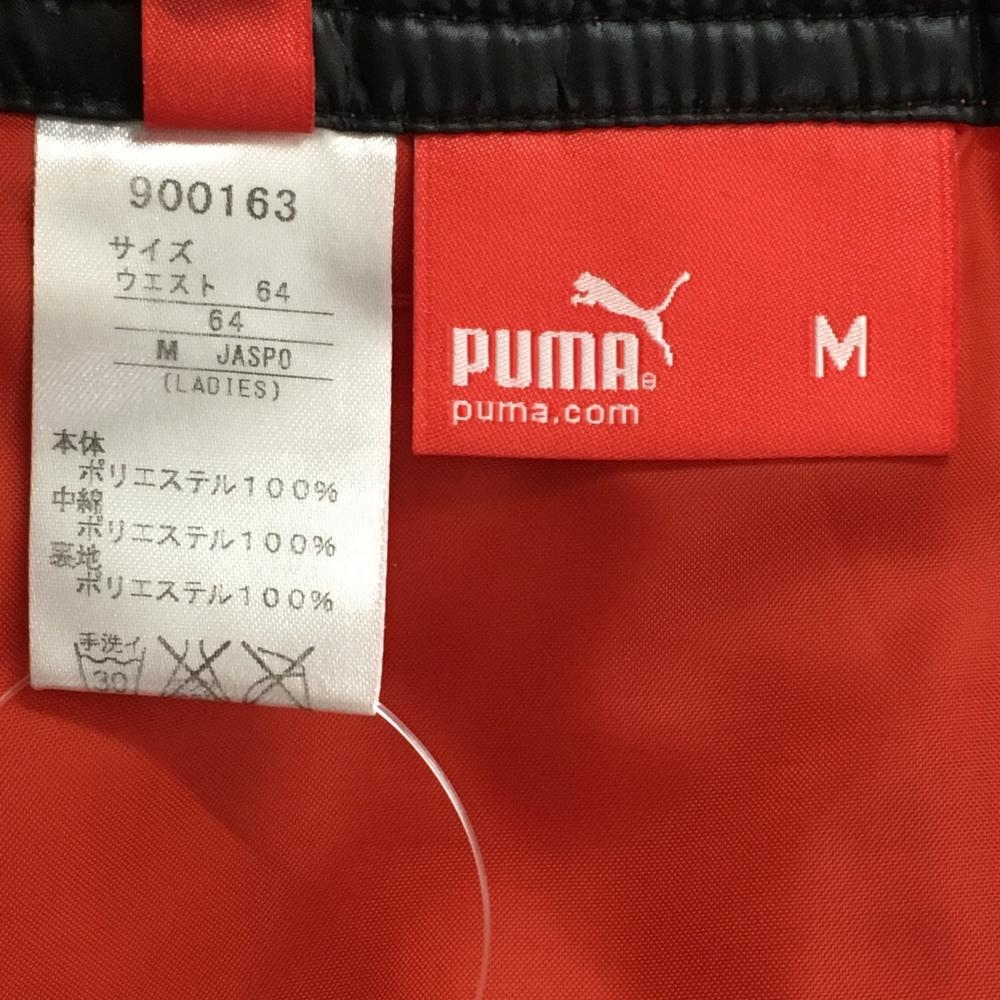 900163
サイズ
ウエスト 64
64
M JASPO
(LADIES)
本体
ポリエステル100%
中綿
ポリエステル100%
裏地
ポリエステル100%
手洗イ
30
PUMA®
puma.com
M